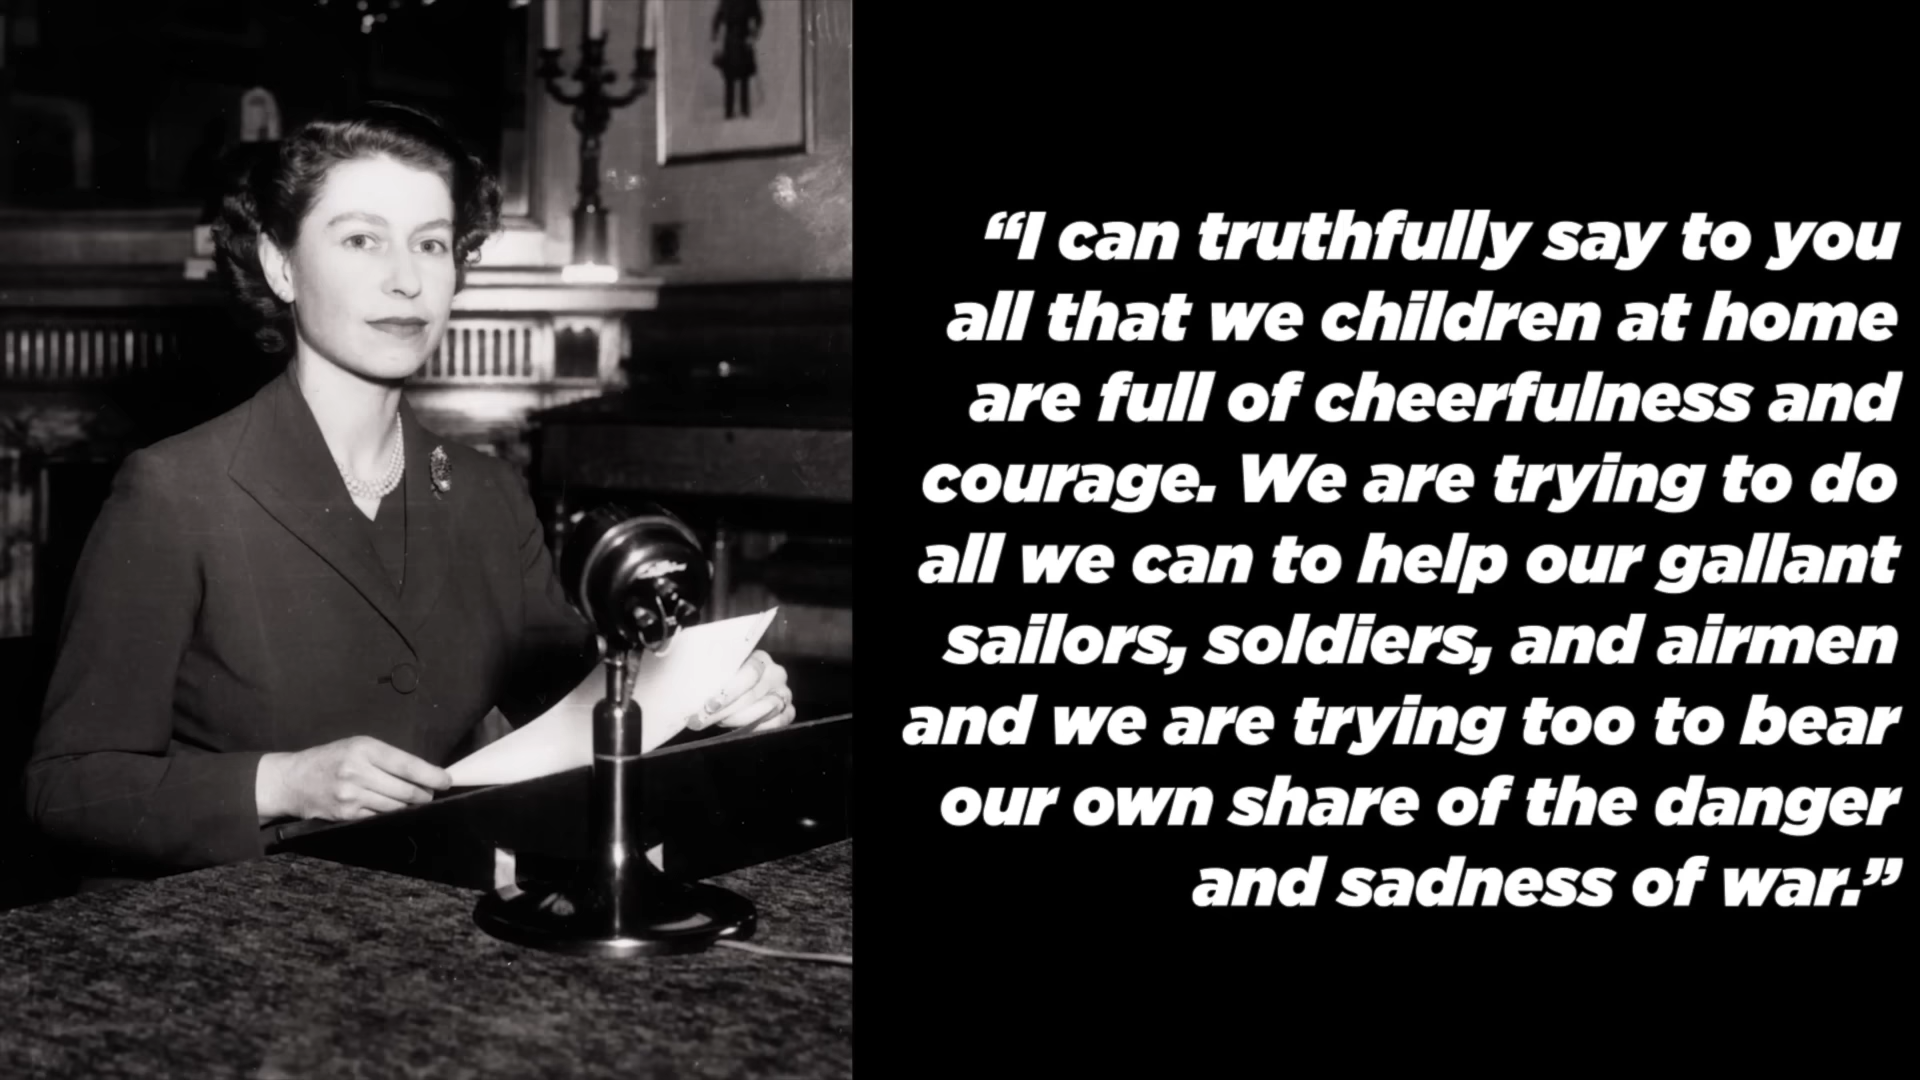 “I can truthfully say to you
all that we children at home
are full of cheerfulness and
courage. We are trying to do
all we can to help our gallant
sailors, soldiers, and airmen
and we are trying too to bear
our own share of the danger
and sadness of war.”